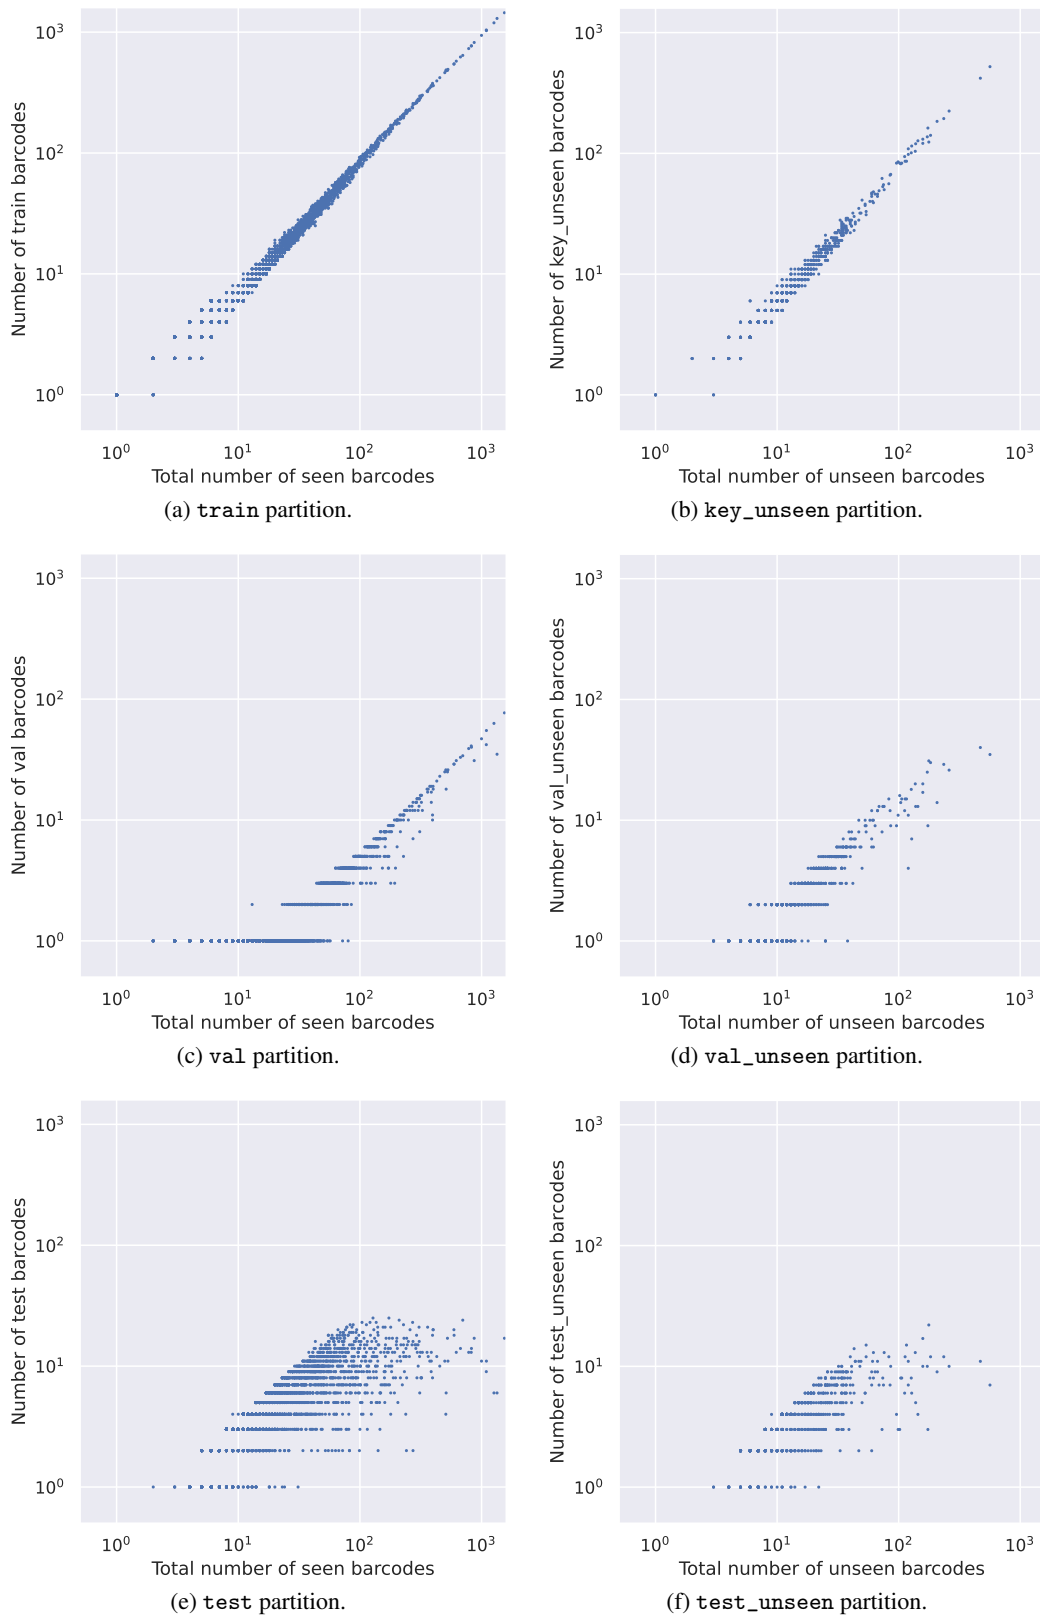 Number of train barcodes
10³
10²
10¹
10⁰
10⁰ 10¹ 10² 10³
Total number of seen barcodes
(a) train partition.
Number of key_unseen barcodes
10³
10²
10¹
10⁰
10⁰ 10¹ 10² 10³
Total number of unseen barcodes
(b) key_unseen partition.
Number of val barcodes
10³
10²
10¹
10⁰
10⁰ 10¹ 10² 10³
Total number of seen barcodes
(c) val partition.
Number of val_unseen barcodes
10³
10²
10¹
10⁰
10⁰ 10¹ 10² 10³
Total number of unseen barcodes
(d) val_unseen partition.
Number of test barcodes
10³
10²
10¹
10⁰
10⁰ 10¹ 10² 10³
Total number of seen barcodes
(e) test partition.
Number of test_unseen barcodes
10³
10²
10¹
10⁰
10⁰ 10¹ 10² 10³
Total number of unseen barcodes
(f) test_unseen partition.